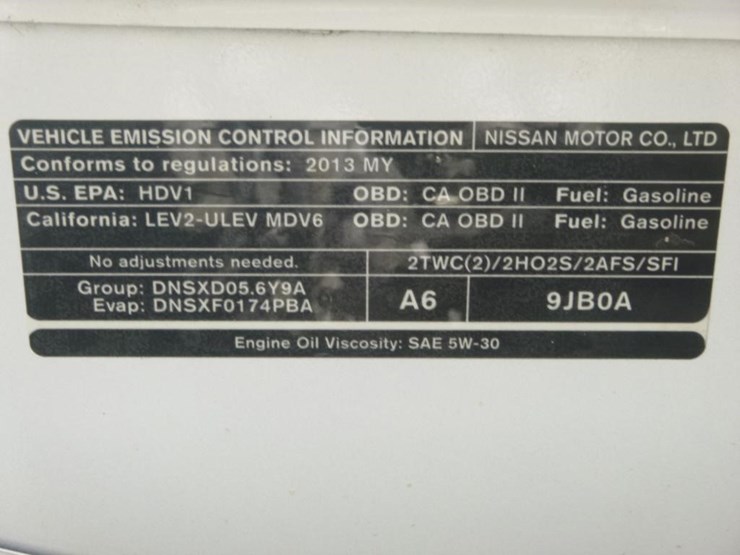 VEHICLE EMISSION CONTROL INFORMATION NISSAN MOTOR CO., LTD
Conforms to regulations: 2013 MY
U.S. EPA: HDV1 OBD: CA OBD II Fuel: Gasoline
California: LEV2-ULEV MDV6 OBD: CA OBD II Fuel: Gasoline
No adjustments needed. 2TWC(2)/2HO2S/2AFS/SFI
Group: DNSXD05.6Y9A
Evap: DNSXF0174PBA
A6 9JB0A
Engine Oil Viscosity: SAE 5W-30